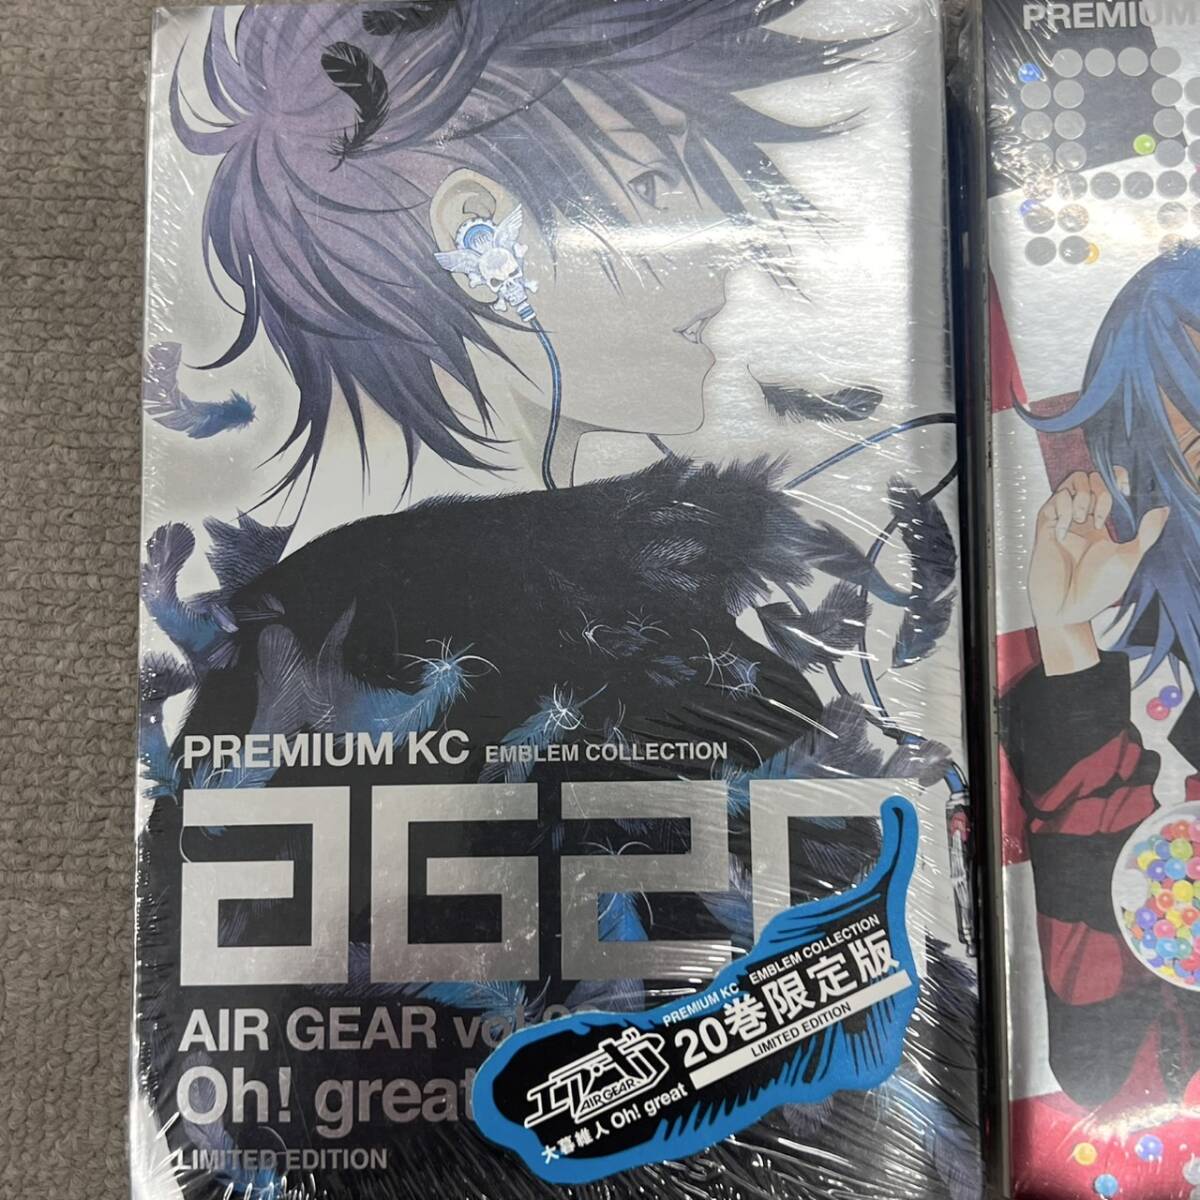 PREMIUM KC EMBLEM COLLECTION
AIR GEAR
Oh! great
LIMITED EDITION
PREMIUM KC EMBLEM COLLECTION
20巻限定版
LIMITED EDITION
エア・ギア
AIR GEAR
大暮維人 Oh! great
PREMIUM